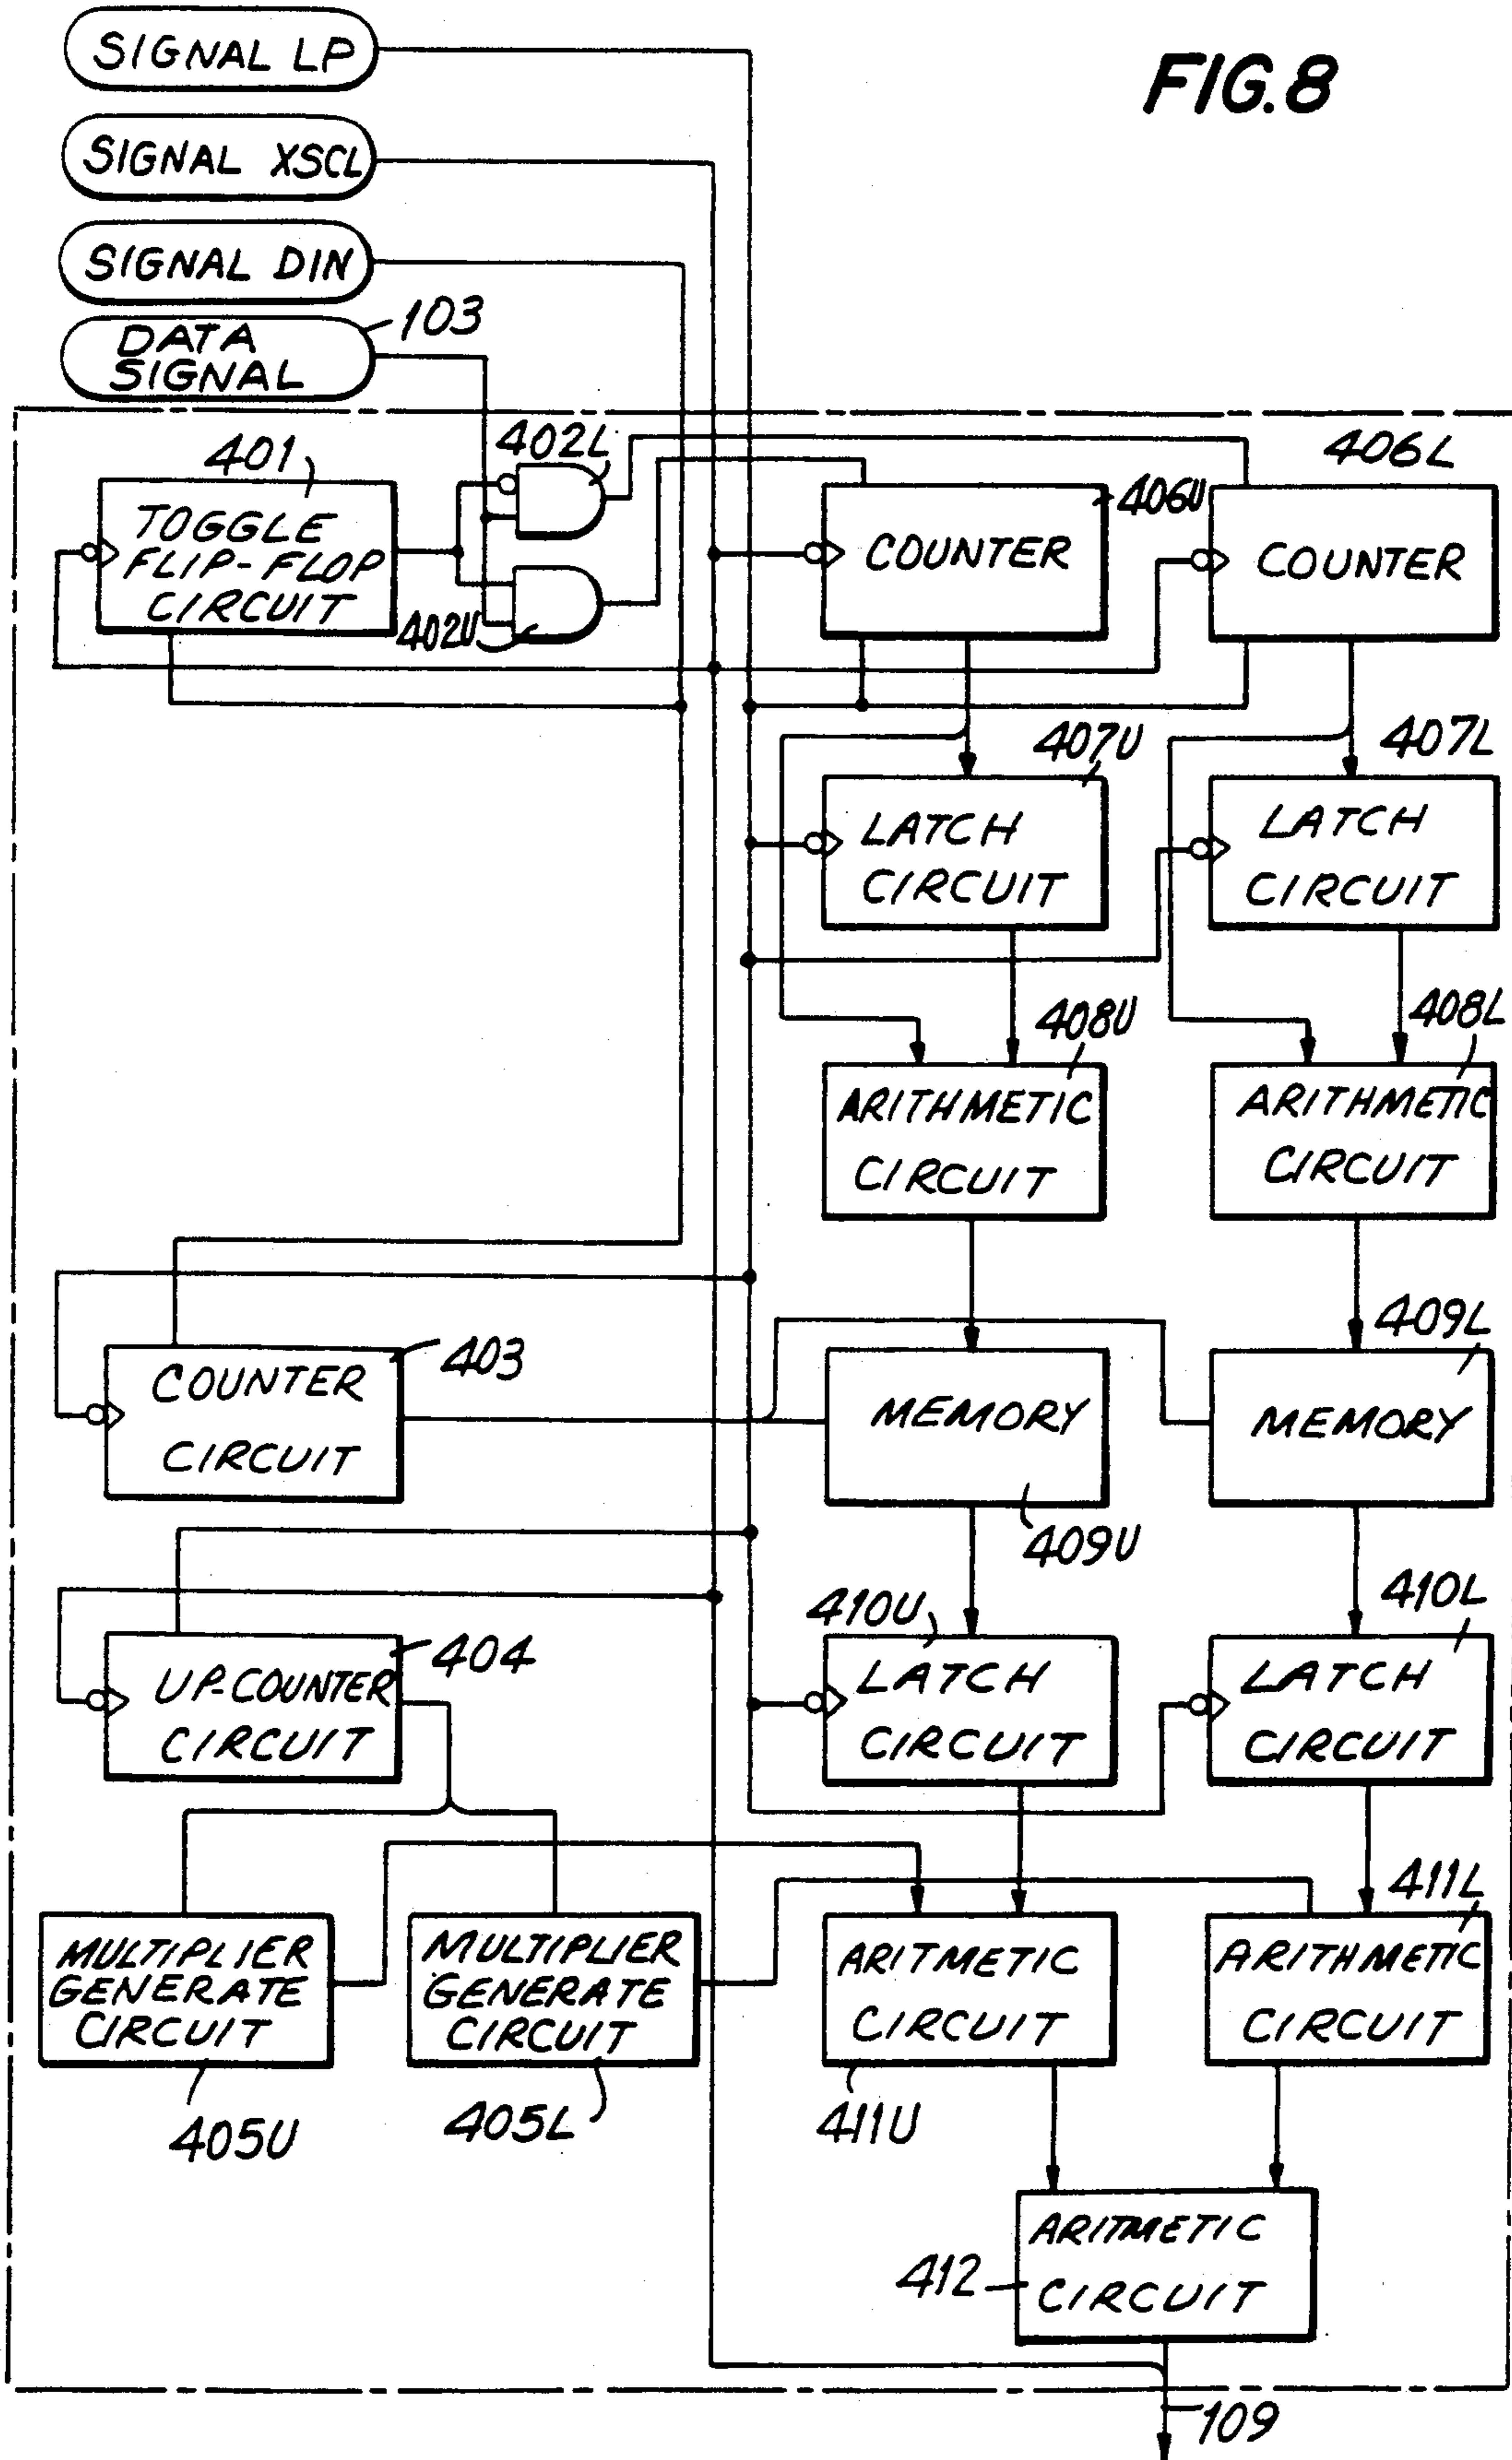 FIG.8
SIGNAL LP
SIGNAL XSCL
SIGNAL DIN
DATA
SIGNAL
103
401
TOGGLE
FLIP-FLOP
CIRCUIT
402L
402U
406U
COUNTER
406L
COUNTER
407U
LATCH
CIRCUIT
407L
LATCH
CIRCUIT
408U
ARITHMETIC
CIRCUIT
408L
ARITHMETIC
CIRCUIT
403
COUNTER
CIRCUIT
MEMORY
409U
409L
MEMORY
404
UP-COUNTER
CIRCUIT
410U
LATCH
CIRCUIT
410L
LATCH
CIRCUIT
MULTIPLIER
GENERATE
CIRCUIT
405U
MULTIPLIER
GENERATE
CIRCUIT
405L
ARITMETIC
CIRCUIT
411U
411L
ARITHMETIC
CIRCUIT
412
ARITMETIC
CIRCUIT
109